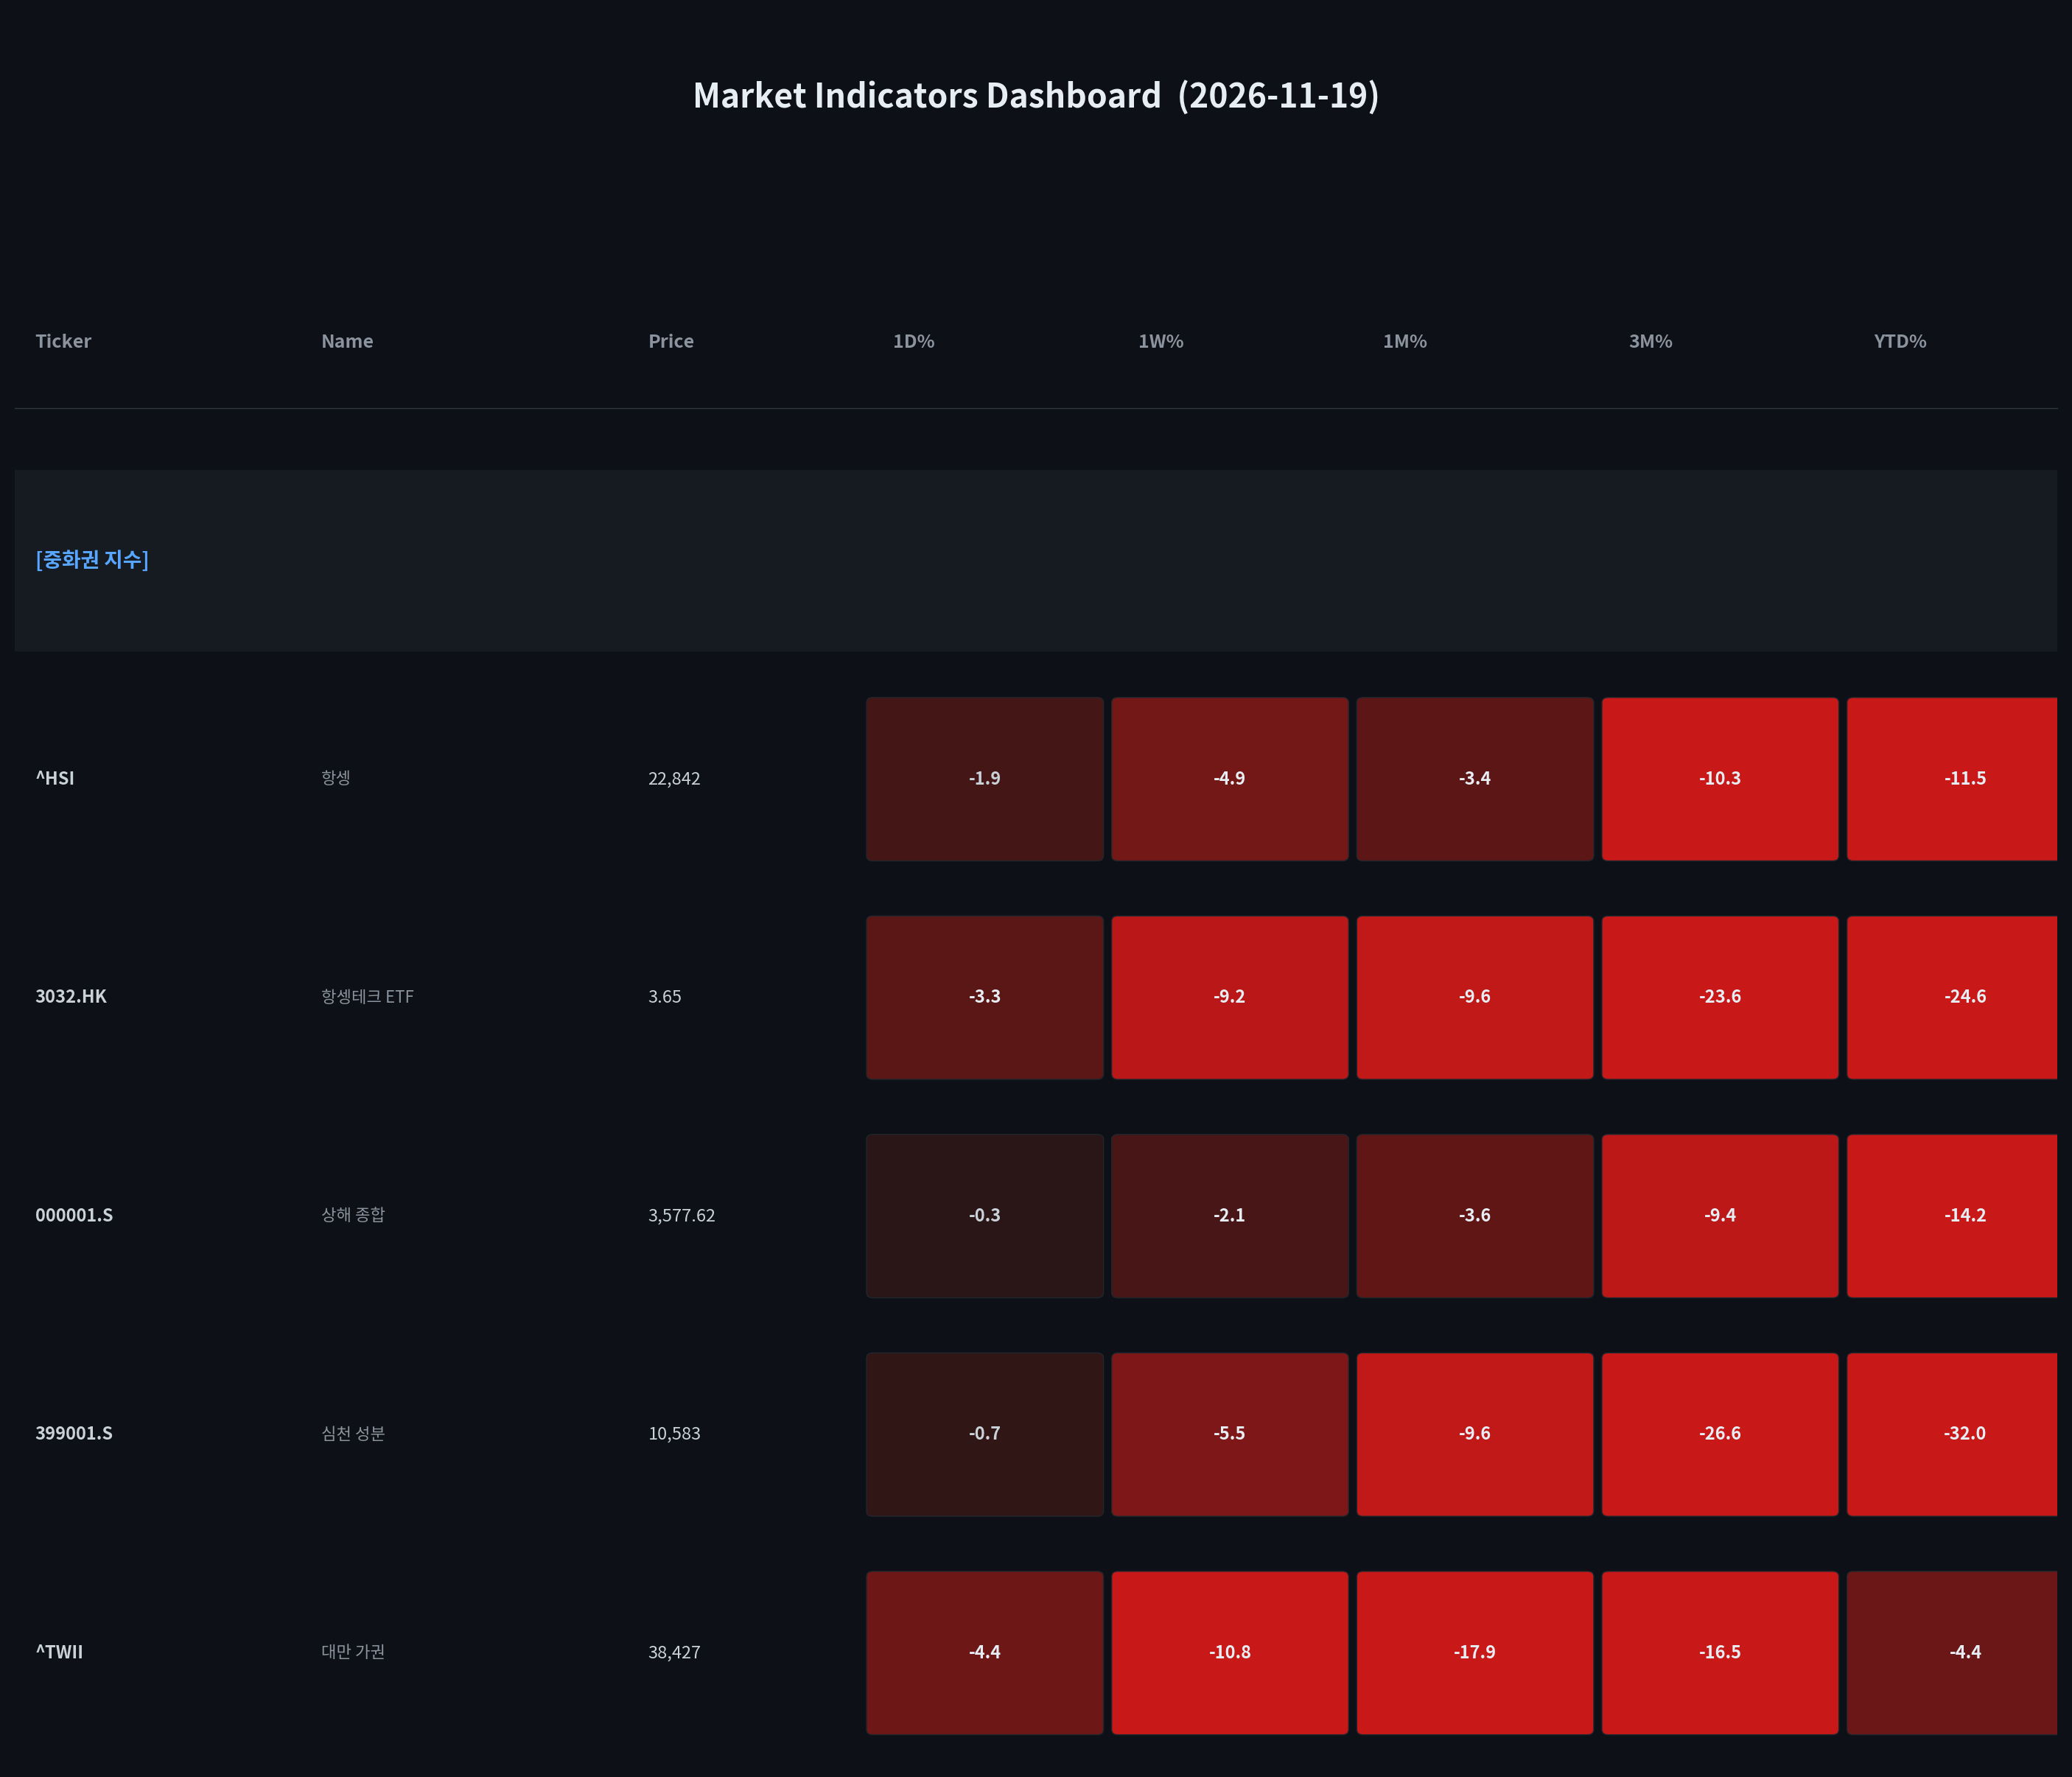 Market Indicators Dashboard (2026-11-19)
Ticker Name Price 1D% 1W% 1M% 3M% YTD%
[중화권 지수]
^HSI 항셍 22,842 -1.9 -4.9 -3.4 -10.3 -11.5
3032.HK 항셍테크 ETF 3.65 -3.3 -9.2 -9.6 -23.6 -24.6
000001.S 상해 종합 3,577.62 -0.3 -2.1 -3.6 -9.4 -14.2
399001.S 심천 성분 10,583 -0.7 -5.5 -9.6 -26.6 -32.0
^TWII 대만 가권 38,427 -4.4 -10.8 -17.9 -16.5 -4.4